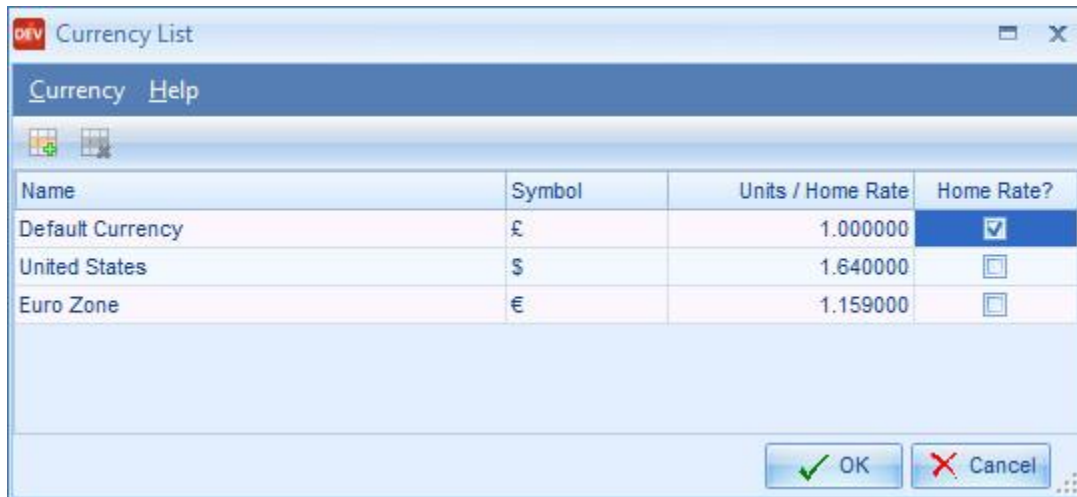 DEV Currency List
Currency Help
Name Symbol Units / Home Rate Home Rate?
Default Currency £ 1.000000
United States $ 1.640000
Euro Zone € 1.159000
OK Cancel